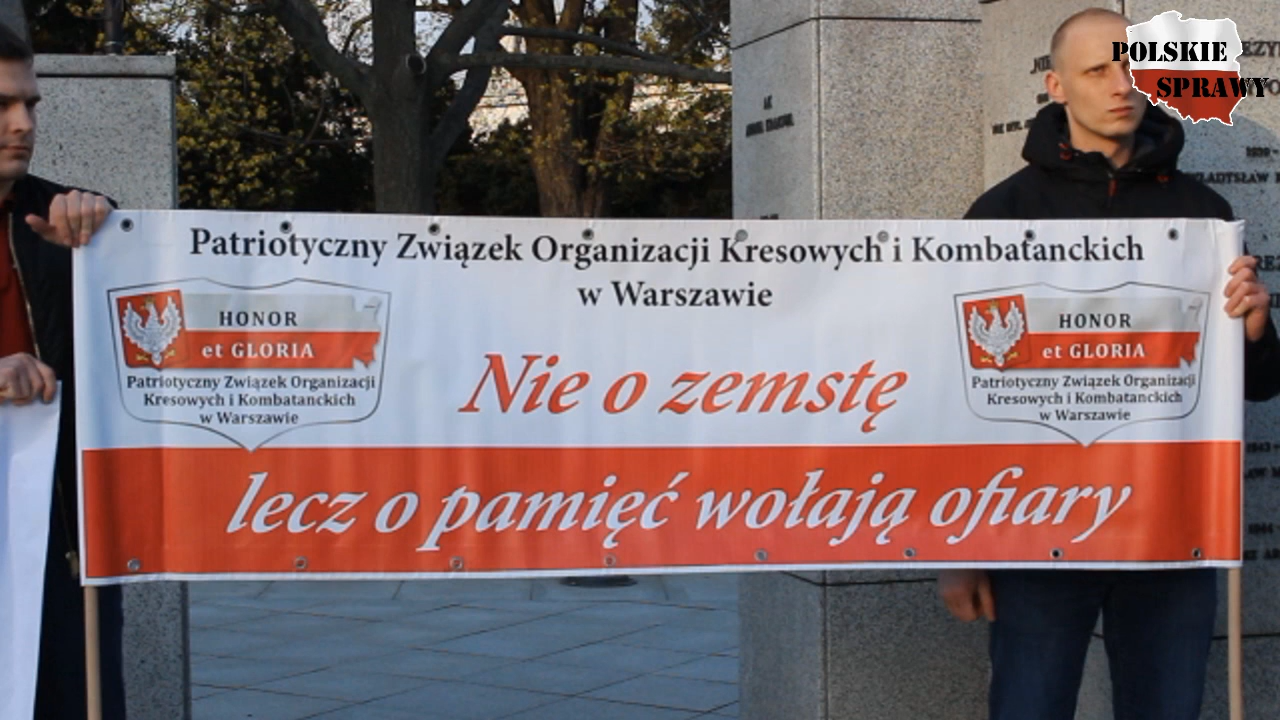 POLSKIE
SPRAWY
Patriotyczny Związek Organizacji Kresowych i Kombatanckich
w Warszawie
HONOR
et GLORIA
Patriotyczny Związek Organizacji
Kresowych i Kombatanckich
w Warszawie
HONOR
et GLORIA
Patriotyczny Związek Organizacji
Kresowych i Kombatanckich
w Warszawie
Nie o zemstę
lecz o pamięć wołają ofiary